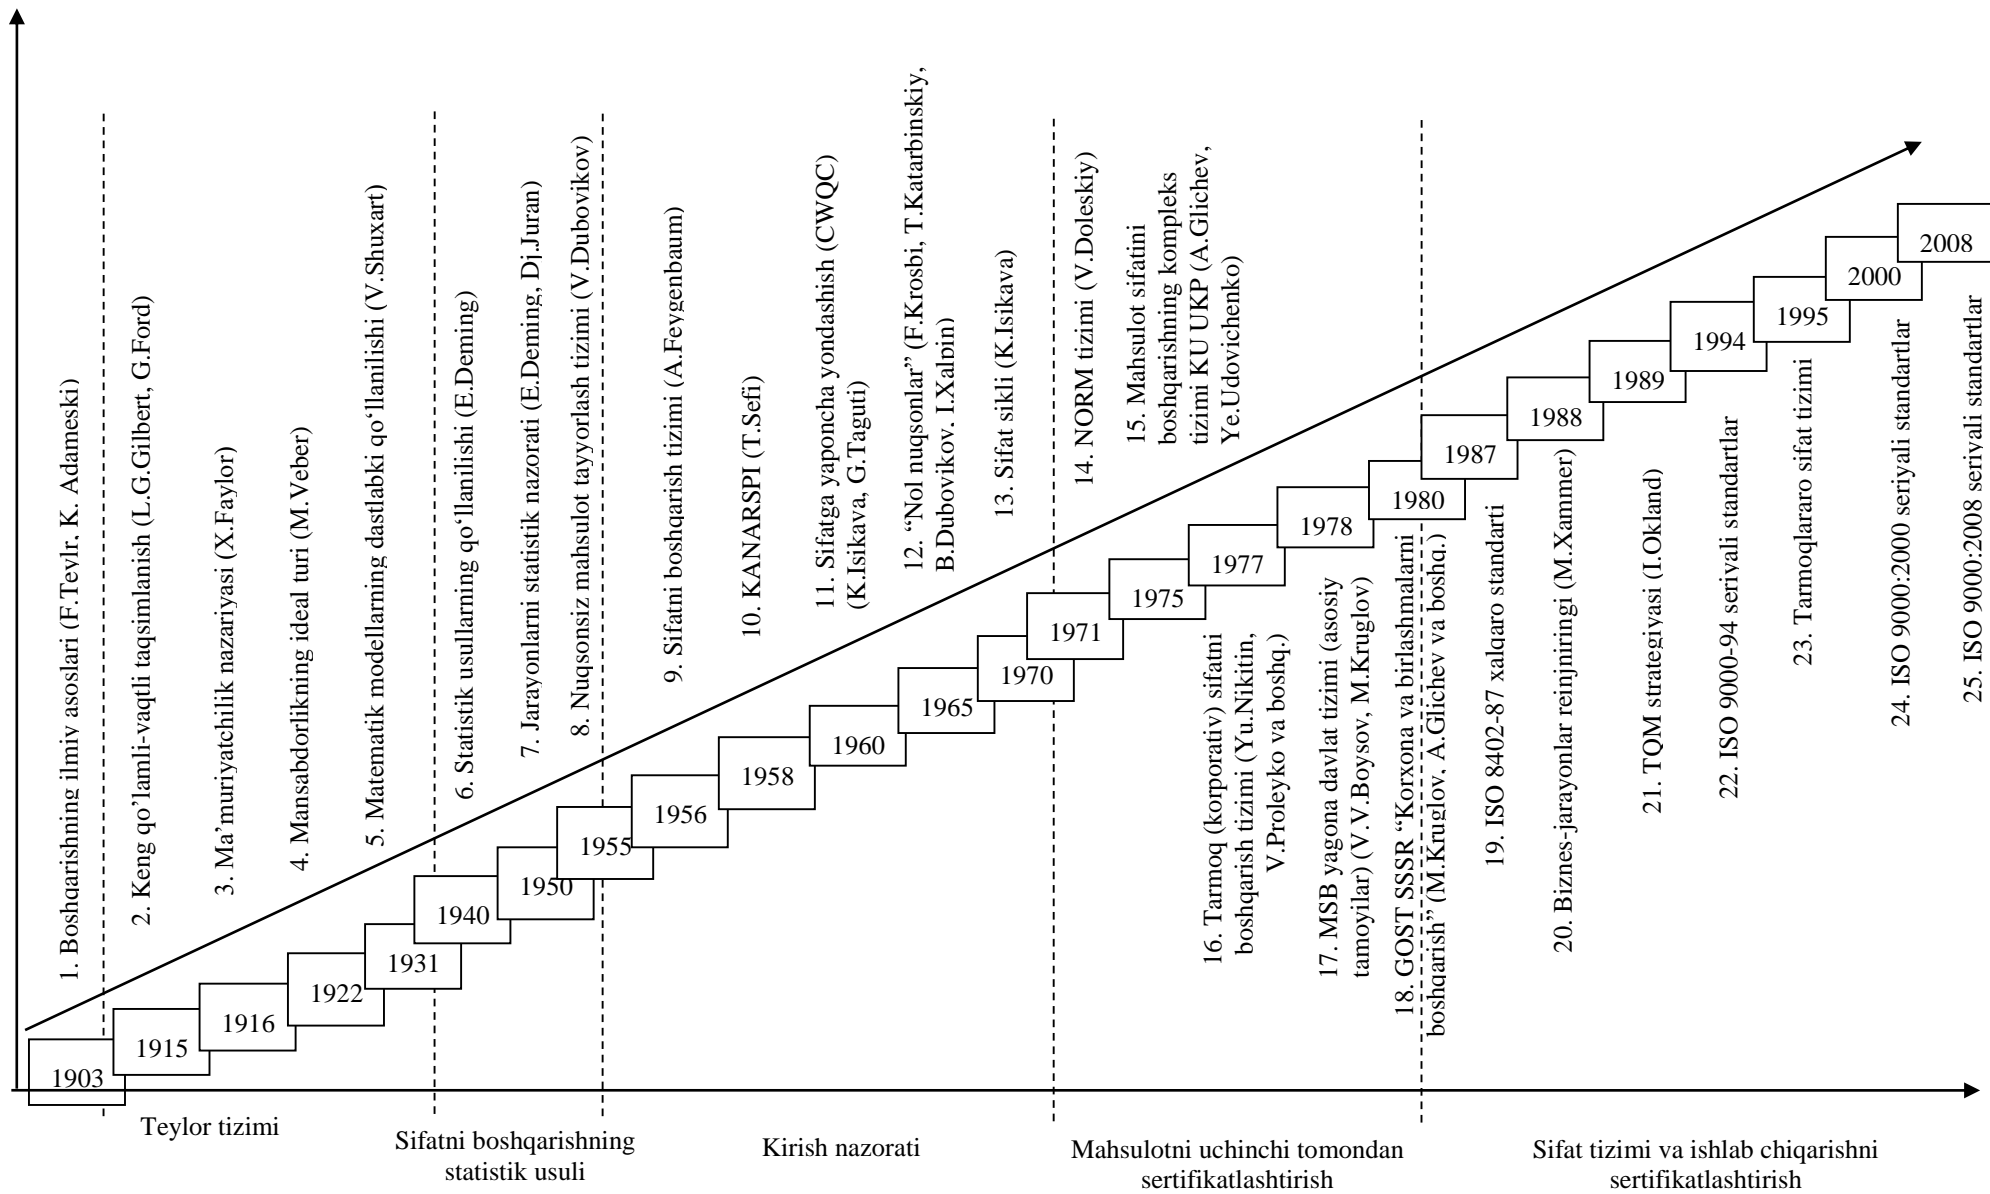 1. Boshqarishning ilmiy asoslari (F.Teylr, K. Adameski)
2. Keng qo’lamli-vaqtli taqsimlanish (L.G.Gilbert, G.Ford)
3. Ma’muriyatchilik nazariyasi (X.Faylor)
4. Mansabdorlikning ideal turi (M.Veber)
5. Matematik modellarning dastlabki qo‘llanilishi (V.Shuxart)
6. Statistik usullarning qo‘llanilishi (E.Deming)
7. Jarayonlarni statistik nazorati (E.Deming, Dj.Juran)
8. Nuqsonsiz mahsulot tayyorlash tizimi (V.Dubovikov)
9. Sifatni boshqarish tizimi (A.Feygenbaum)
10. KANARSPI (T.Sefi)
11. Sifatga yaponcha yondashish (CWQC)
(K.Isikava, G.Taguti)
12. “Nol nuqsonlar” (F.Krosbi, T.Katarbinskiy,
B.Dubovikov, I.Xalpin)
13. Sifat sikli (K.Isikava)
14. NORM tizimi (V.Doleskiy)
15. Mahsulot sifatini
boshqarishning kompleks
tizimi KU UKP (A.Glichev,
Ye.Udovichenko)
16. Tarmoq (korporativ) sifatni
boshqarish tizimi (Yu.Nikitin,
V.Proleyko va boshq.)
17. MSB yagona davlat tizimi (asosiy
tamoyilar) (V.V.Boysov, M.Kruglov)
18. GOST SSSR “Korxona va birlashmalarni
boshqarish” (M.Kruglov, A.Glichev va boshq.)
19. ISO 8402-87 xalqaro standarti
20. Biznes-jarayonlar reinjniringi (M.Xammer)
21. TQM strategiyasi (I.Okland)
22. ISO 9000-94 seriyali standartlar
23. Tarmoqlararo sifat tizimi
24. ISO 9000:2000 seriyali standartlar
25. ISO 9000:2008 seriyali standartlar
1903
1915
1916
1922
1931
1940
1950
1955
1956
1958
1960
1965
1970
1971
1975
1977
1978
1980
1987
1988
1989
1994
1995
2000
2008
Teylor tizimi
Sifatni boshqarishning
statistik usuli
Kirish nazorati
Mahsulotni uchinchi tomondan
sertifikatlashtirish
Sifat tizimi va ishlab chiqarishni
sertifikatlashtirish